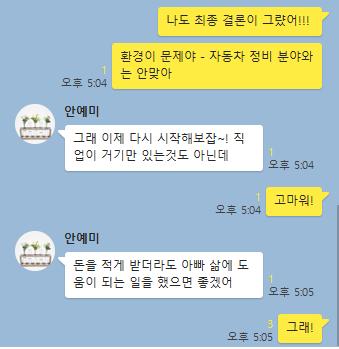 나도 최종 결론이 그랬어!!!
환경이 문제야 - 자동차 정비 분야와
는 안맞아
1
오후 5:04
안예미
그래 이제 다시 시작해보잡~! 직
업이 거기만 있는것도 아닌데
1
오후 5:04
1
오후 5:04
고마워!
안예미
돈을 적게 받더라도 아빠 삶에 도
움이 되는 일을 했으면 좋겠어
1
오후 5:05
3
오후 5:05
그래!